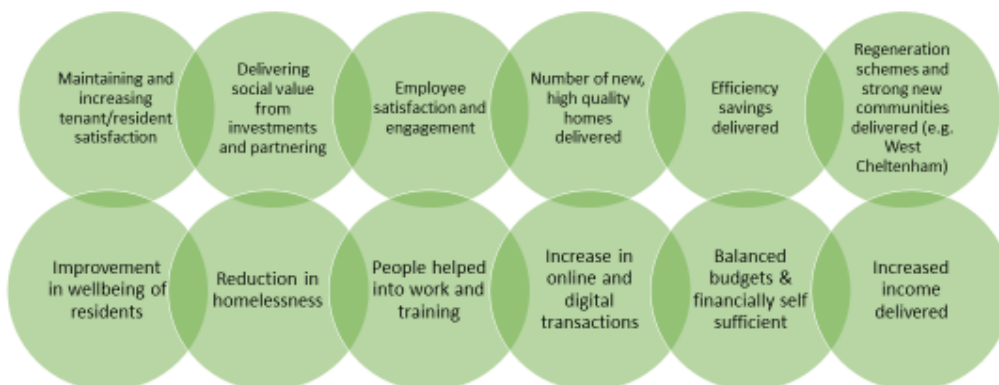 Maintaining and
increasing
tenant/resident
satisfaction
Delivering
social value
from
investments
and partnering
Employee
satisfaction and
engagement
Number of new,
high quality
homes
delivered
Efficiency
savings
delivered
Regeneration
schemes and
strong new
communities
delivered (e.g.
West
Cheltenham)
Improvement
in wellbeing of
residents
Reduction in
homelessness
People helped
into work and
training
Increase in
online and
digital
transactions
Balanced
budgets &
financially self
sufficient
Increased
income
delivered